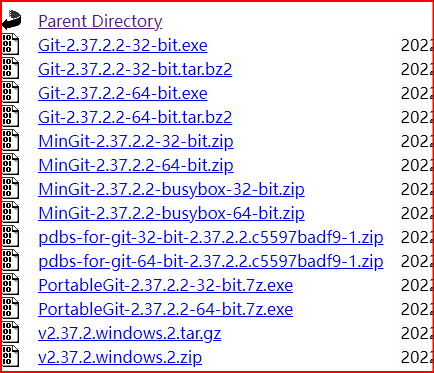 Parent Directory
Git-2.37.2.2-32-bit.exe 2022
Git-2.37.2.2-32-bit.tar.bz2 2022
Git-2.37.2.2-64-bit.exe 2022
Git-2.37.2.2-64-bit.tar.bz2 2022
MinGit-2.37.2.2-32-bit.zip 2022
MinGit-2.37.2.2-64-bit.zip 2022
MinGit-2.37.2.2-busybox-32-bit.zip 2022
MinGit-2.37.2.2-busybox-64-bit.zip 2022
pdbs-for-git-32-bit-2.37.2.2.c5597badf9-1.zip 2022
pdbs-for-git-64-bit-2.37.2.2.c5597badf9-1.zip 2022
PortableGit-2.37.2.2-32-bit.7z.exe 2022
PortableGit-2.37.2.2-64-bit.7z.exe 2022
v2.37.2.windows.2.tar.gz 2022
v2.37.2.windows.2.zip 2022